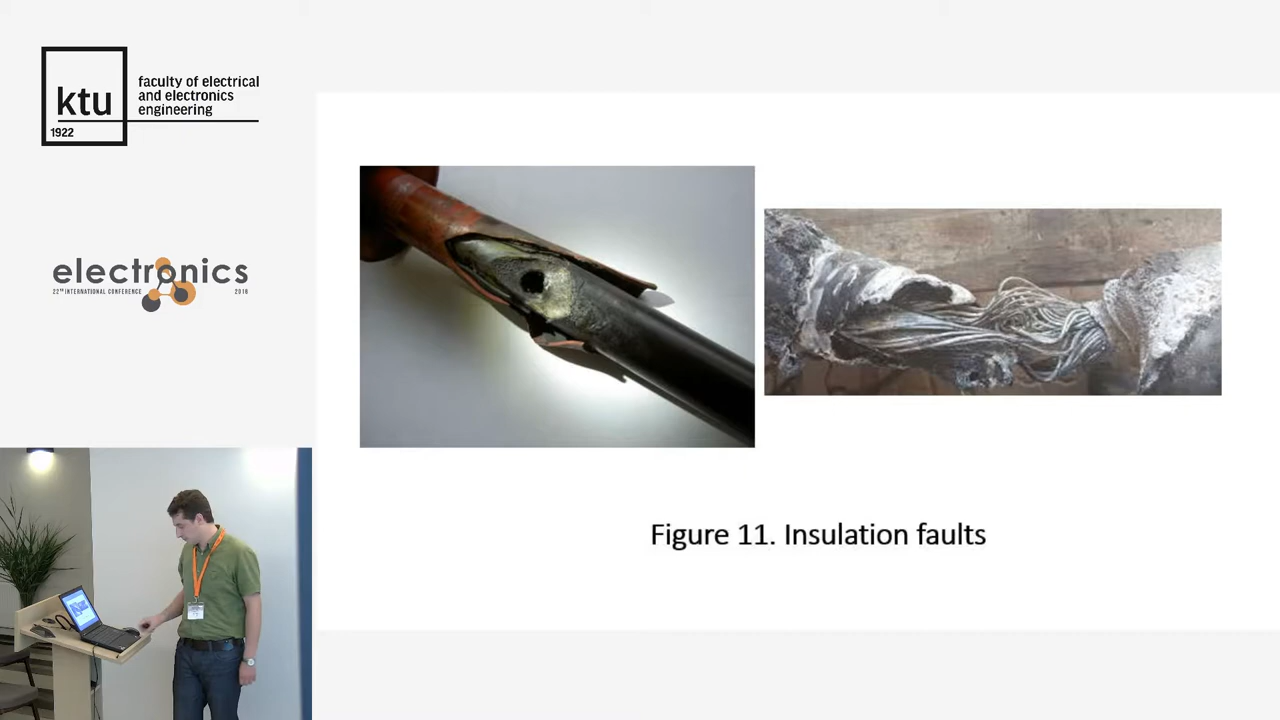 ktu
1922
faculty of electrical
and electronics
engineering
electronics
22ND INTERNATIONAL CONFERENCE 2018
Figure 11. Insulation faults